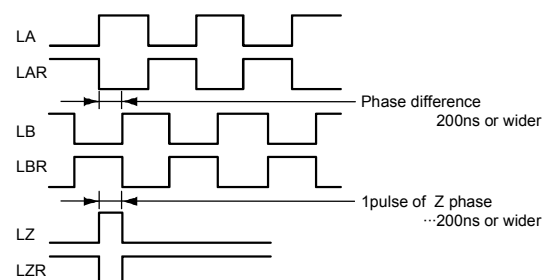 LA
LAR
Phase difference
200ns or wider
LB
LBR
1pulse of Z phase
···200ns or wider
LZ
LZR